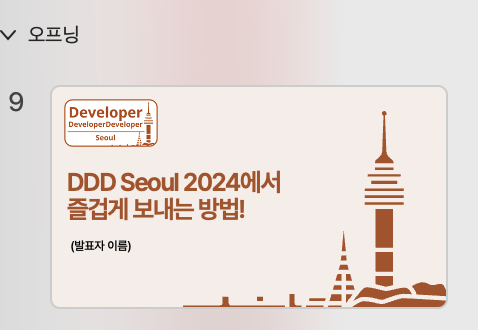 오프닝
9
Developer
DeveloperDeveloper
Seoul
DDD Seoul 2024에서
즐겁게 보내는 방법!
(발표자 이름)